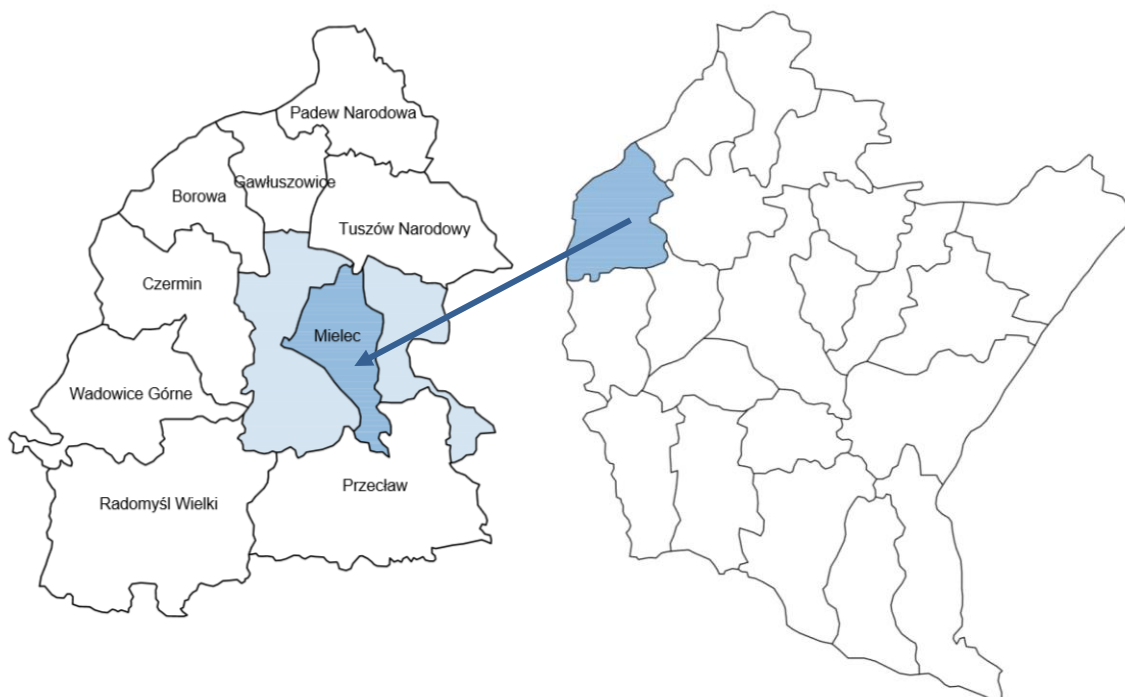 Padew Narodowa
Gawłuszowice
Borowa
Tuszów Narodowy
Czermin
Mielec
Wadowice Górne
Przecław
Radomyśl Wielki